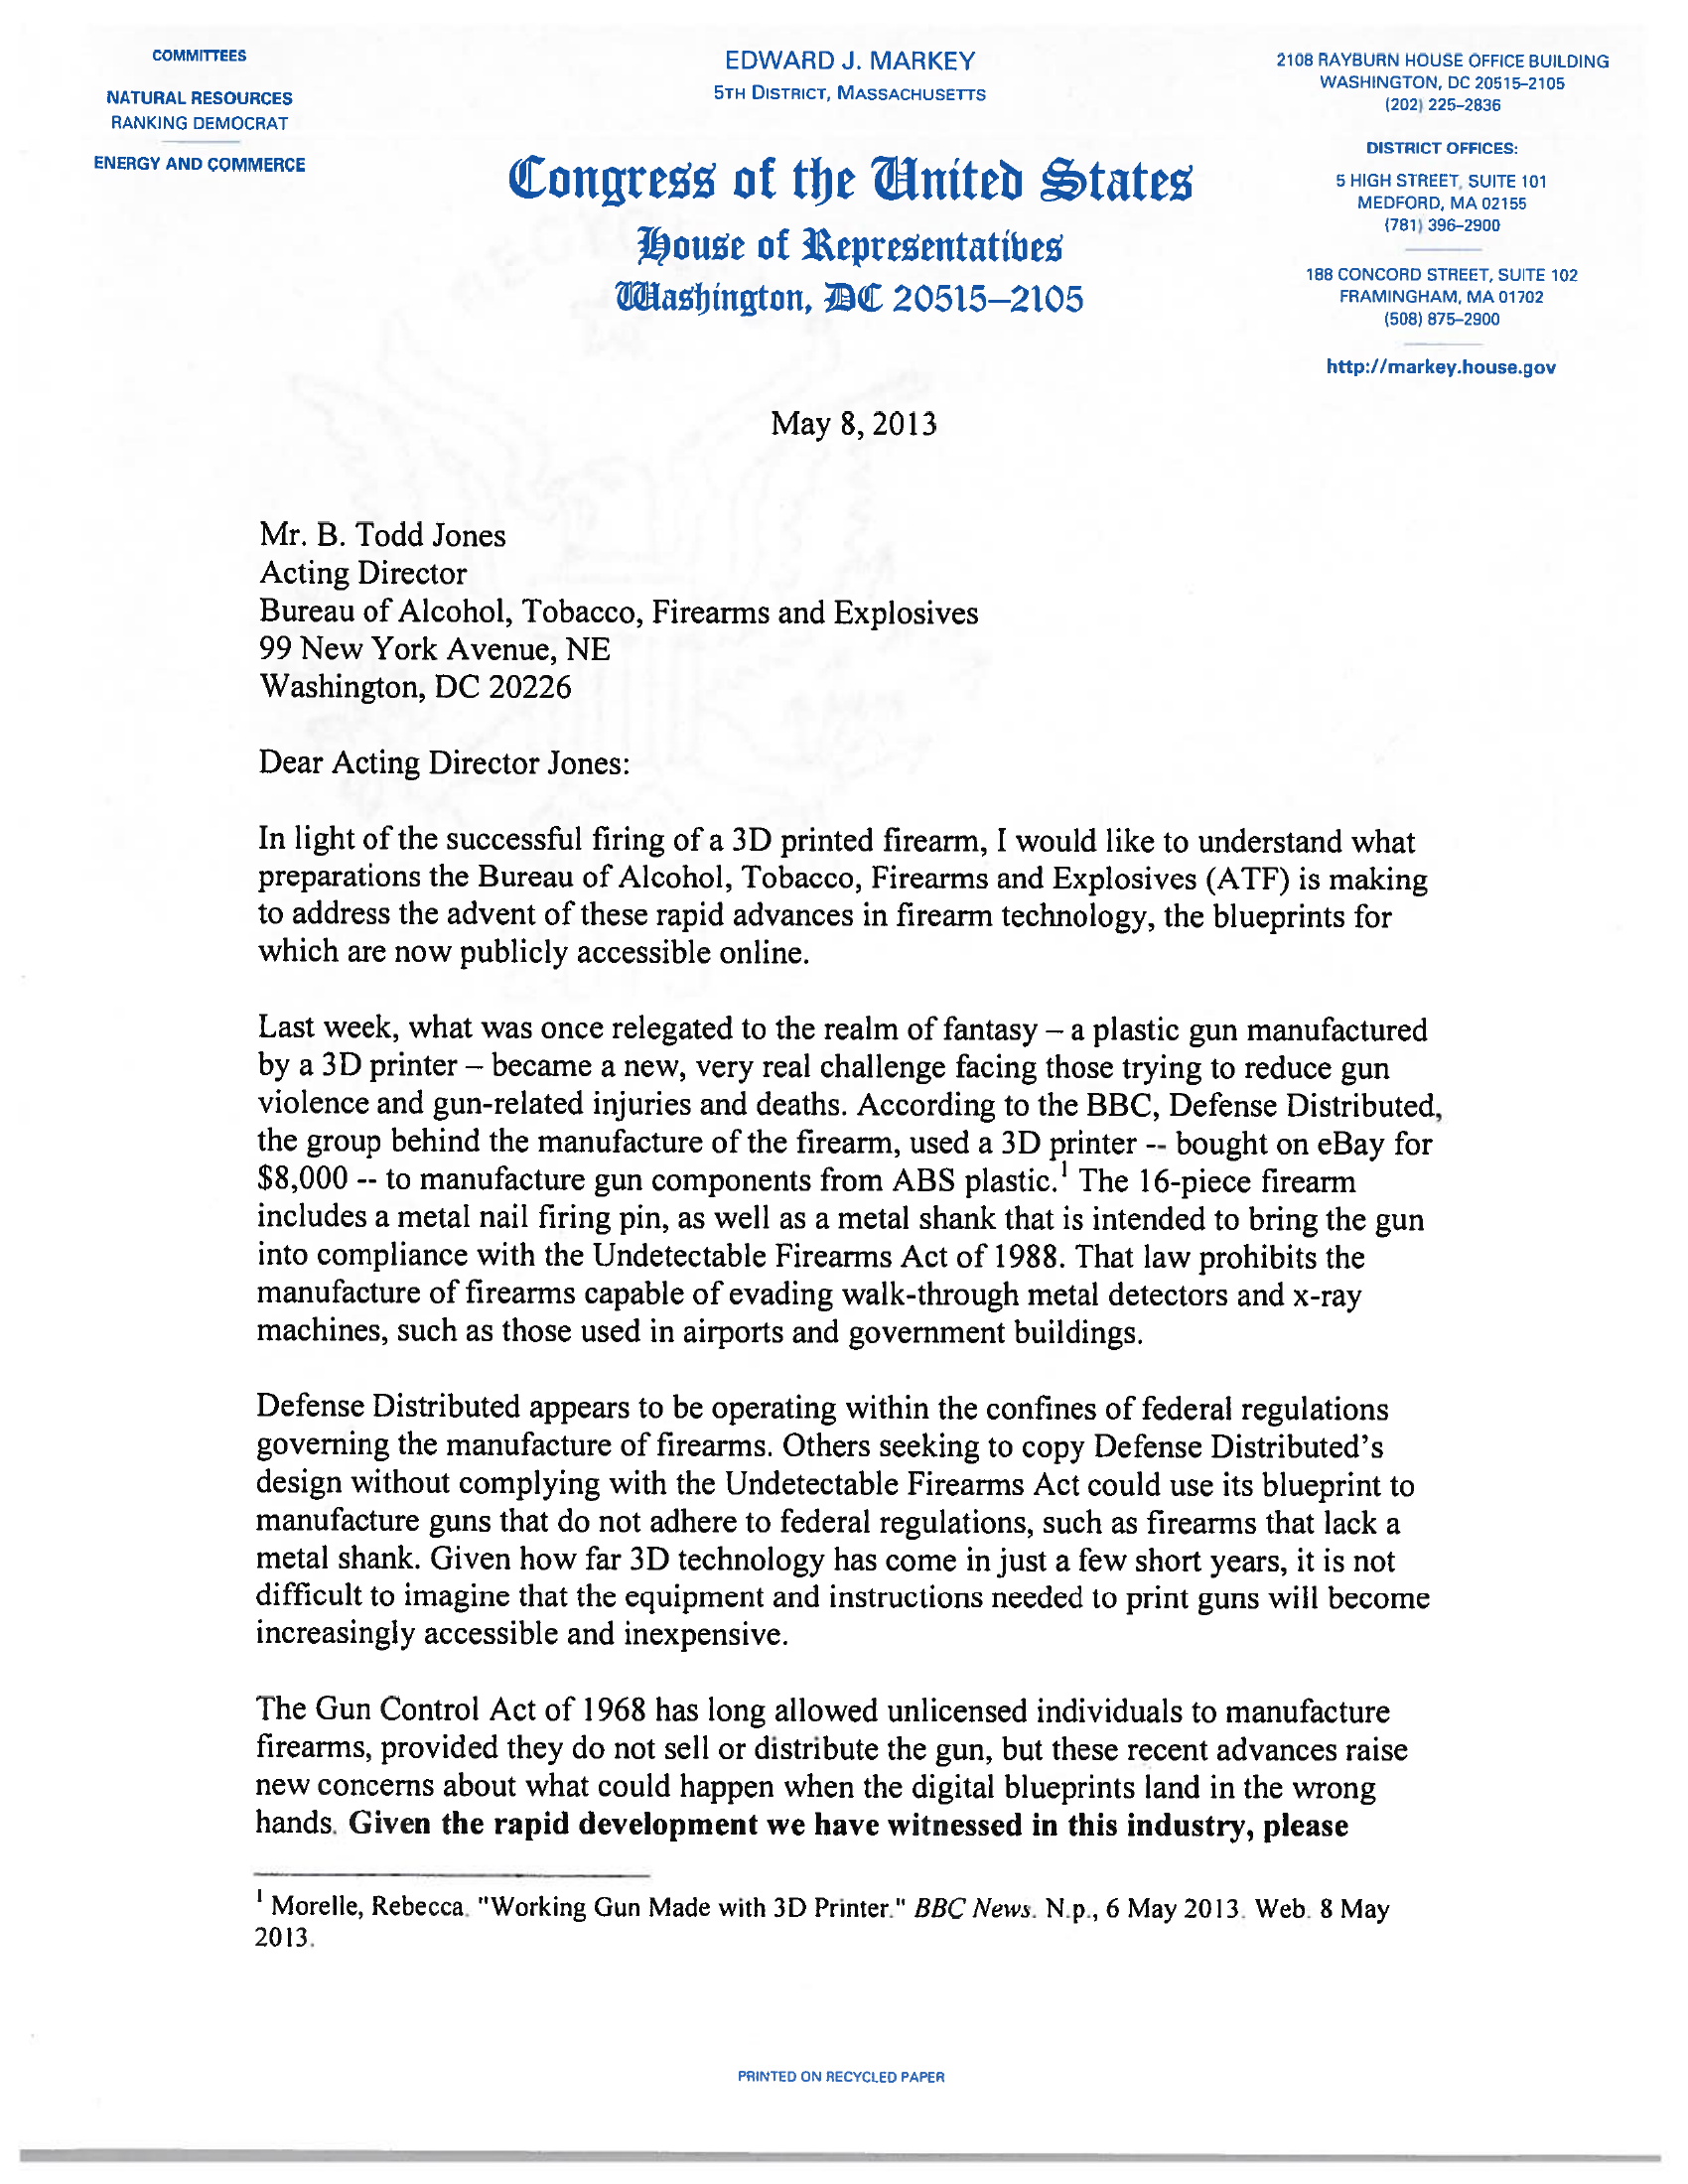 COMMITTEES
NATURAL RESOURCES
RANKING DEMOCRAT
ENERGY AND COMMERCE
EDWARD J. MARKEY
5TH DISTRICT, MASSACHUSETTS
Congress of the United States
House of Representatives
Washington, DC 20515–2105
2108 RAYBURN HOUSE OFFICE BUILDING
WASHINGTON, DC 20515–2105
(202) 225–2836
DISTRICT OFFICES:
5 HIGH STREET, SUITE 101
MEDFORD, MA 02155
(781) 396–2900
188 CONCORD STREET, SUITE 102
FRAMINGHAM, MA 01702
(508) 875–2900
http://markey.house.gov
May 8, 2013
Mr. B. Todd Jones
Acting Director
Bureau of Alcohol, Tobacco, Firearms and Explosives
99 New York Avenue, NE
Washington, DC 20226
Dear Acting Director Jones:
In light of the successful firing of a 3D printed firearm, I would like to understand what
preparations the Bureau of Alcohol, Tobacco, Firearms and Explosives (ATF) is making
to address the advent of these rapid advances in firearm technology, the blueprints for
which are now publicly accessible online.
Last week, what was once relegated to the realm of fantasy – a plastic gun manufactured
by a 3D printer – became a new, very real challenge facing those trying to reduce gun
violence and gun-related injuries and deaths. According to the BBC, Defense Distributed,
the group behind the manufacture of the firearm, used a 3D printer -- bought on eBay for
$8,000 -- to manufacture gun components from ABS plastic.¹ The 16-piece firearm
includes a metal nail firing pin, as well as a metal shank that is intended to bring the gun
into compliance with the Undetectable Firearms Act of 1988. That law prohibits the
manufacture of firearms capable of evading walk-through metal detectors and x-ray
machines, such as those used in airports and government buildings.
Defense Distributed appears to be operating within the confines of federal regulations
governing the manufacture of firearms. Others seeking to copy Defense Distributed's
design without complying with the Undetectable Firearms Act could use its blueprint to
manufacture guns that do not adhere to federal regulations, such as firearms that lack a
metal shank. Given how far 3D technology has come in just a few short years, it is not
difficult to imagine that the equipment and instructions needed to print guns will become
increasingly accessible and inexpensive.
The Gun Control Act of 1968 has long allowed unlicensed individuals to manufacture
firearms, provided they do not sell or distribute the gun, but these recent advances raise
new concerns about what could happen when the digital blueprints land in the wrong
hands. Given the rapid development we have witnessed in this industry, please
¹ Morelle, Rebecca. "Working Gun Made with 3D Printer." BBC News. N.p., 6 May 2013. Web. 8 May
2013.
PRINTED ON RECYCLED PAPER